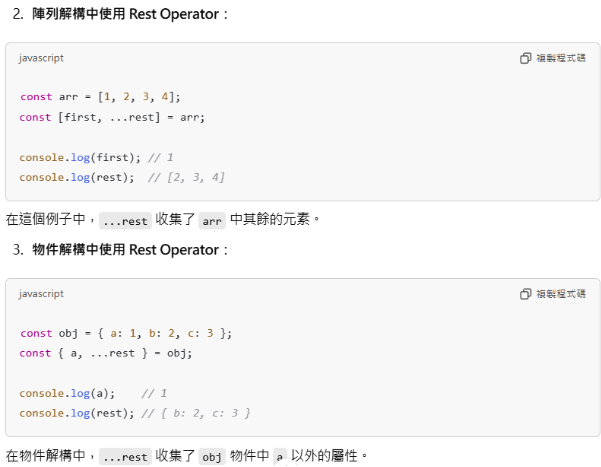 2. 陣列解構中使用 Rest Operator：
javascript 複製程式碼
const arr = [1, 2, 3, 4];
const [first, ...rest] = arr;
console.log(first); // 1
console.log(rest);  // [2, 3, 4]
在這個例子中，...rest 收集了 arr 中其餘的元素。
3. 物件解構中使用 Rest Operator：
javascript 複製程式碼
const obj = { a: 1, b: 2, c: 3 };
const { a, ...rest } = obj;
console.log(a);    // 1
console.log(rest); // { b: 2, c: 3 }
在物件解構中，...rest 收集了 obj 物件中 a 以外的屬性。